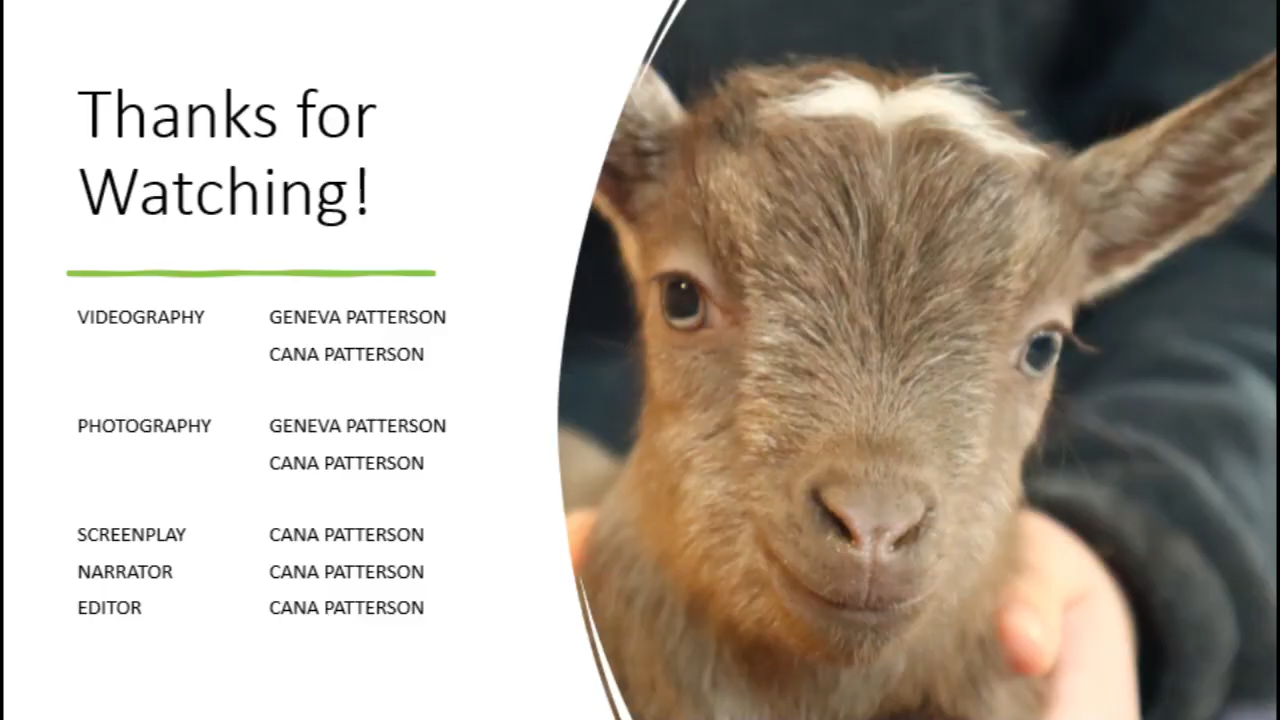 Thanks for
Watching!
VIDEOGRAPHY GENEVA PATTERSON
CANA PATTERSON
PHOTOGRAPHY GENEVA PATTERSON
CANA PATTERSON
SCREENPLAY CANA PATTERSON
NARRATOR CANA PATTERSON
EDITOR CANA PATTERSON